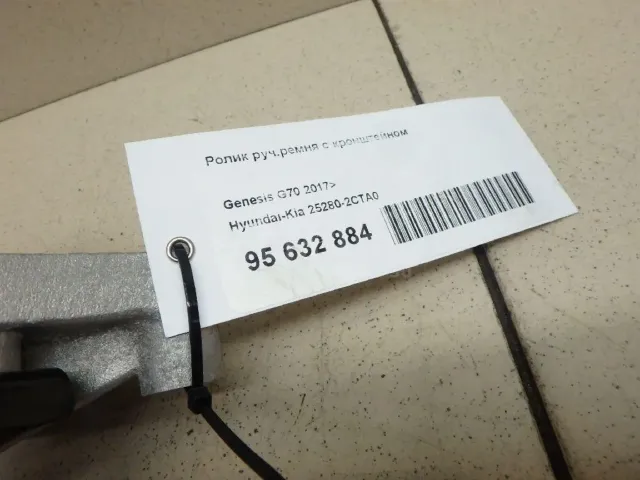 Ролик руч.ремня с кронштейном
Genesis G70 2017>
Hyundai-Kia 25280-2CTA0
95 632 884